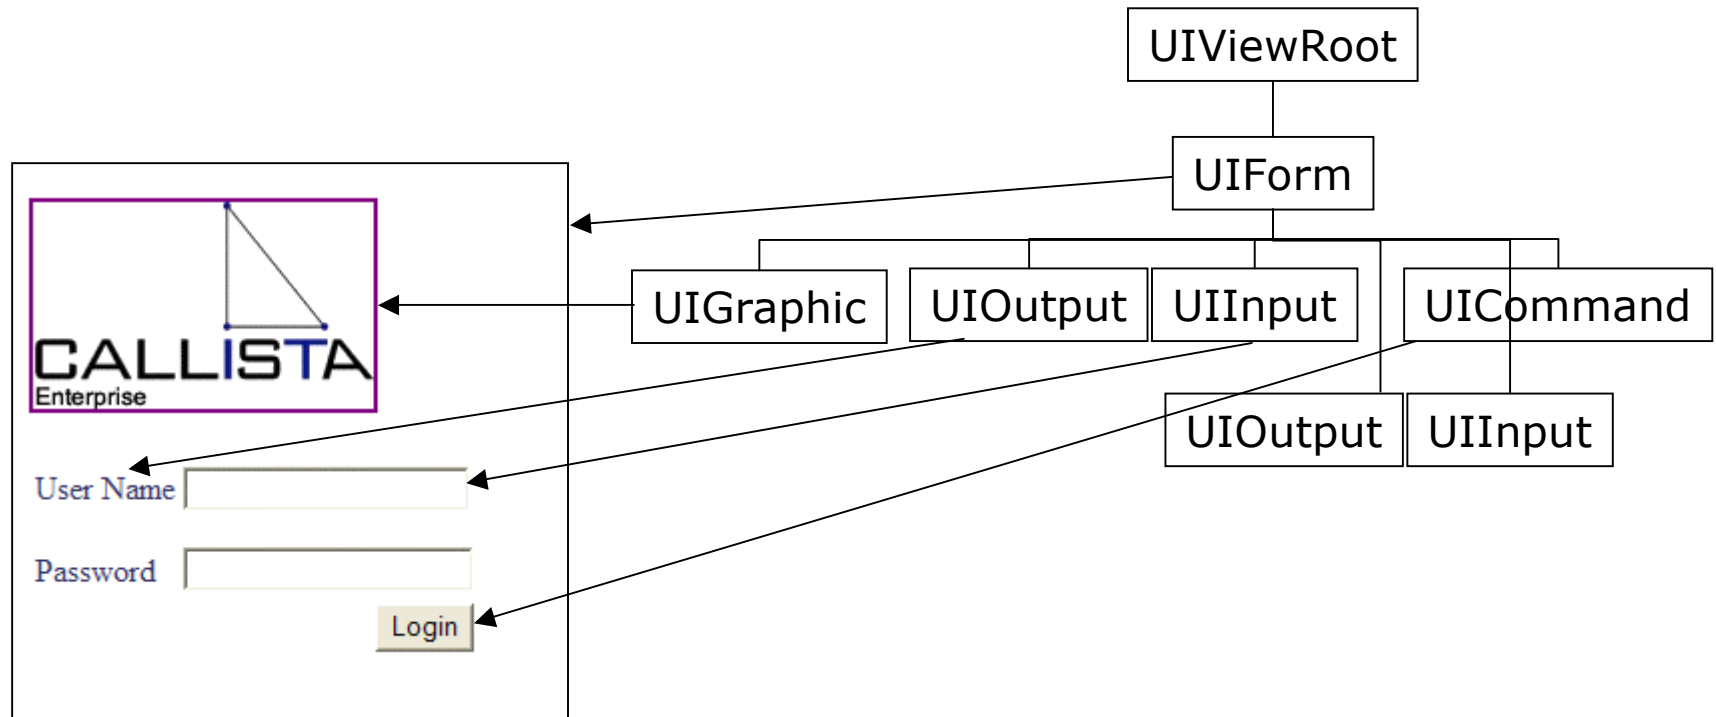 UIViewRoot
UIForm
UIGraphic
UIOutput
UIInput
UICommand
UIOutput
UIInput
CALLISTA
Enterprise
User Name
Password
Login